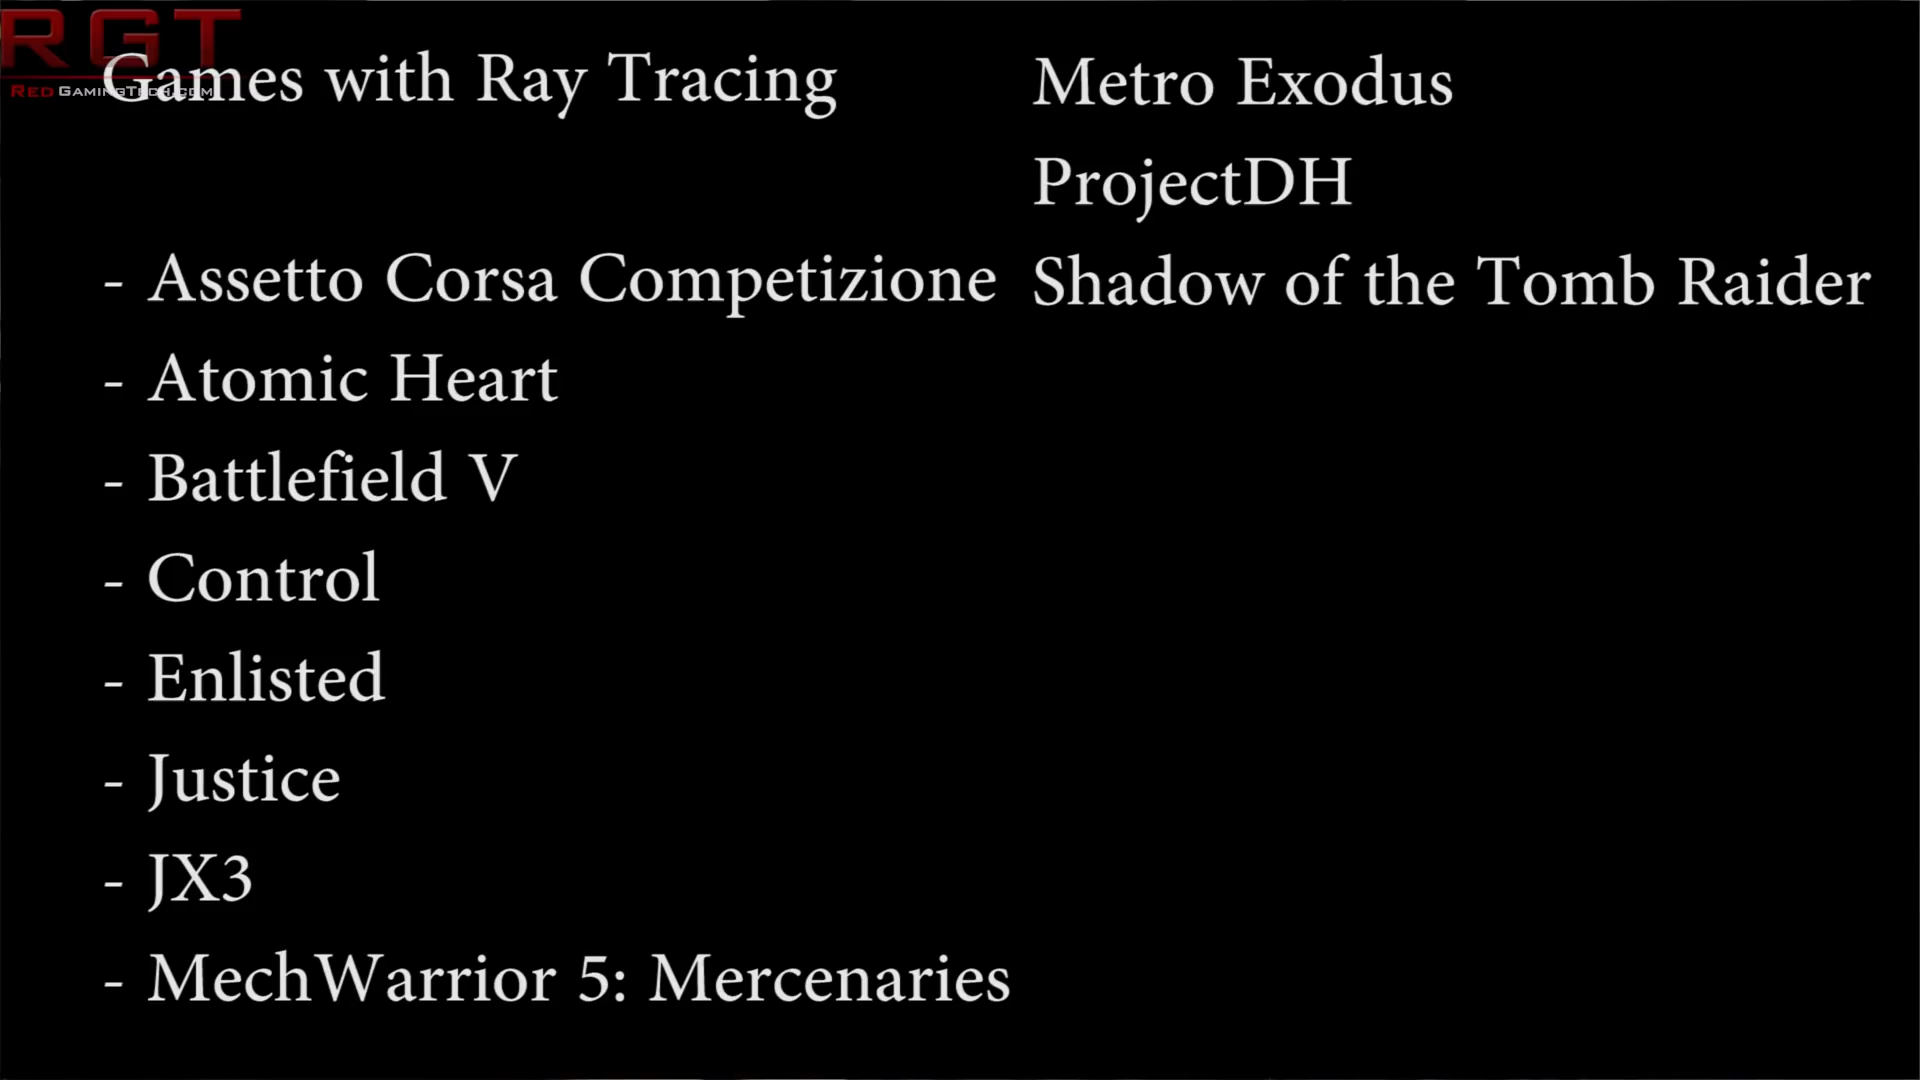 RGT
RED GAMINGTECH.COM
Games with Ray Tracing
- Assetto Corsa Competizione
- Atomic Heart
- Battlefield V
- Control
- Enlisted
- Justice
- JX3
- MechWarrior 5: Mercenaries
Metro Exodus
ProjectDH
Shadow of the Tomb Raider